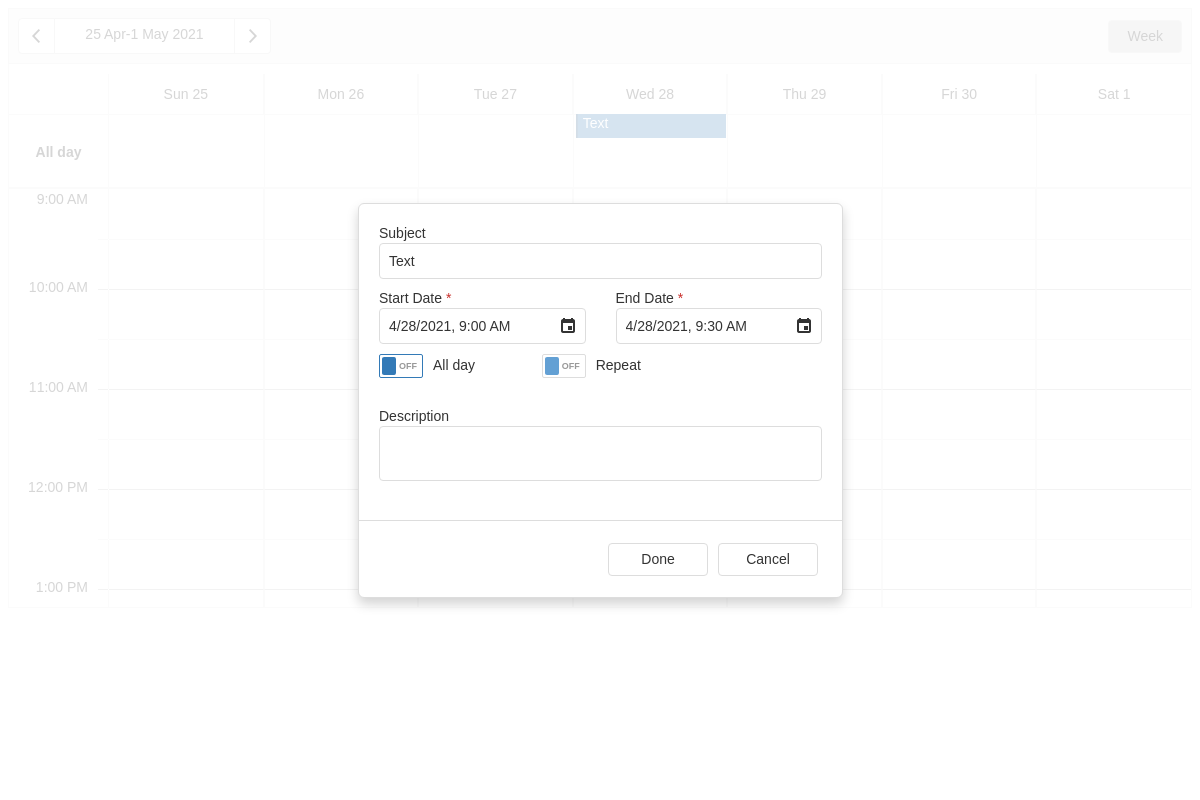 25 Apr-1 May 2021
Week
Sun 25 Mon 26 Tue 27 Wed 28 Thu 29 Fri 30 Sat 1
Text
All day
9:00 AM
10:00 AM
11:00 AM
12:00 PM
1:00 PM
Subject
Text
Start Date * End Date *
4/28/2021, 9:00 AM 4/28/2021, 9:30 AM
OFF All day OFF Repeat
Description
Done Cancel